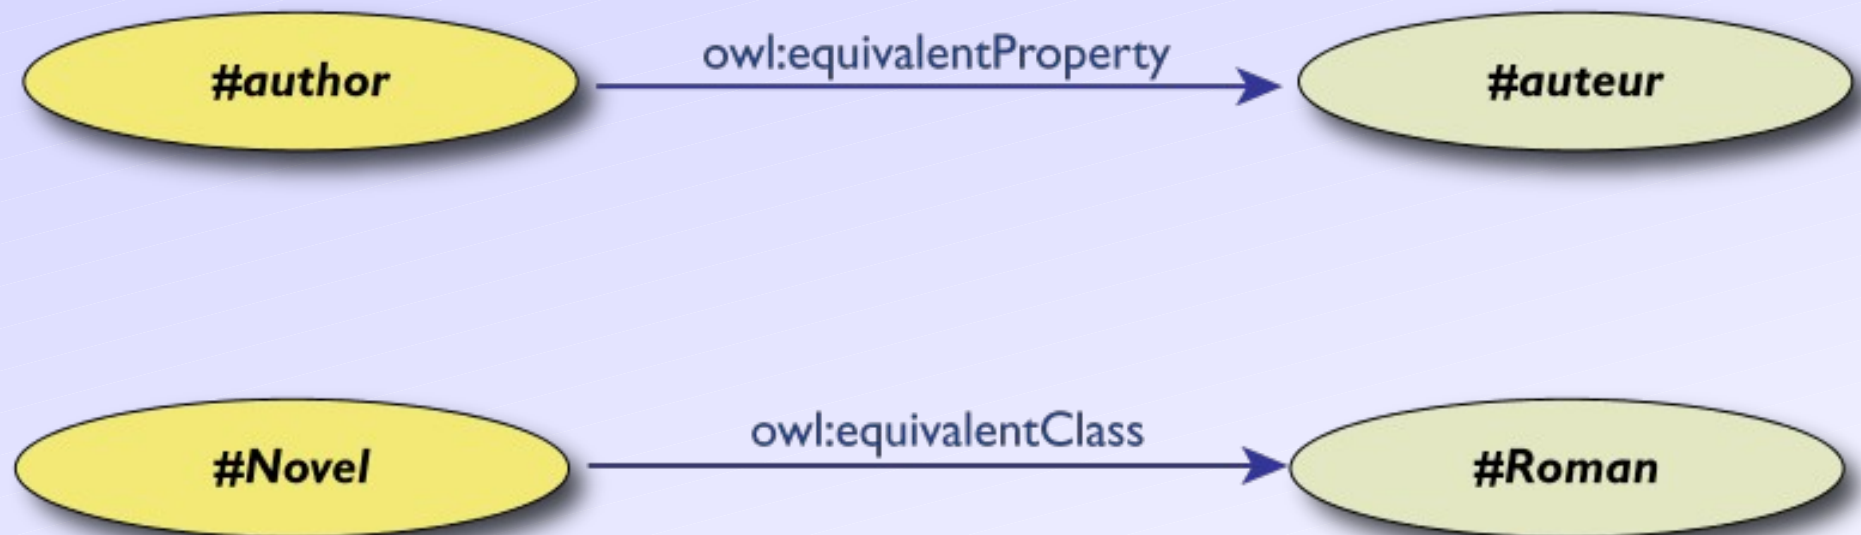 #author
owl:equivalentProperty
#auteur
#Novel
owl:equivalentClass
#Roman